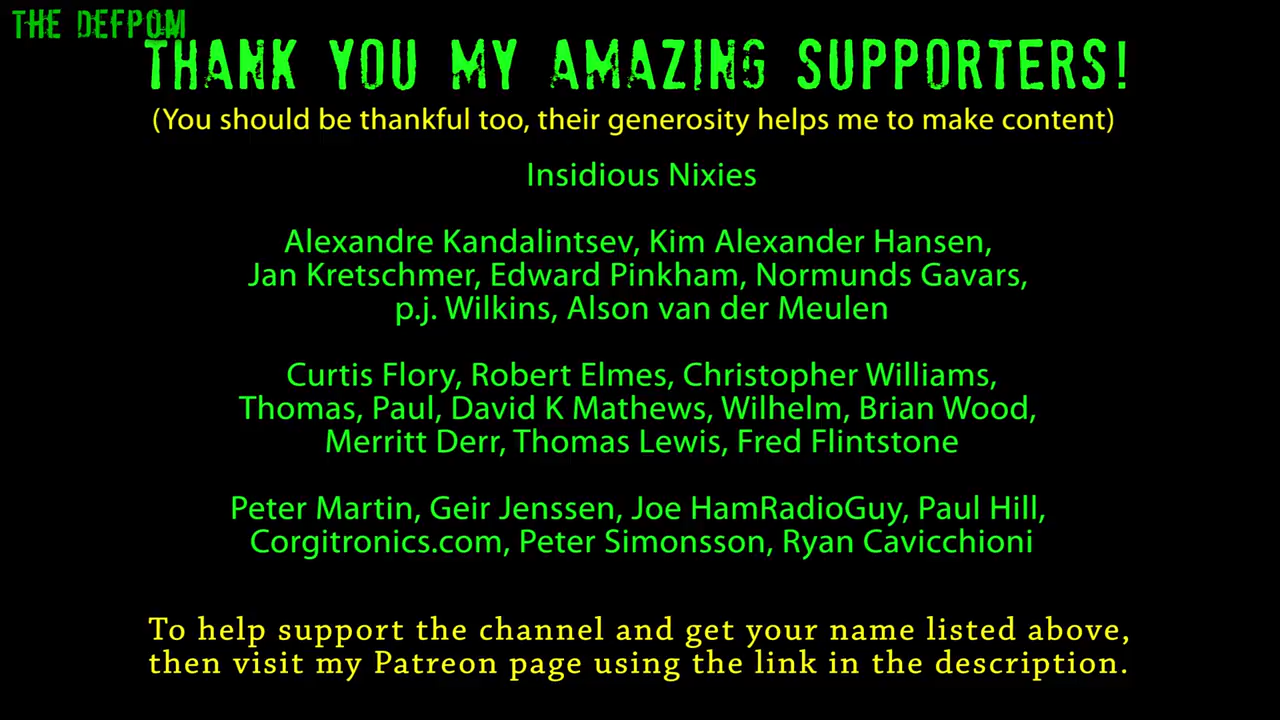 THE DEFPOM
THANK YOU MY AMAZING SUPPORTERS!
(You should be thankful too, their generosity helps me to make content)
Insidious Nixies
Alexandre Kandalintsev, Kim Alexander Hansen,
Jan Kretschmer, Edward Pinkham, Normunds Gavars,
p.j. Wilkins, Alson van der Meulen
Curtis Flory, Robert Elmes, Christopher Williams,
Thomas, Paul, David K Mathews, Wilhelm, Brian Wood,
Merritt Derr, Thomas Lewis, Fred Flintstone
Peter Martin, Geir Jenssen, Joe HamRadioGuy, Paul Hill,
Corgitronics.com, Peter Simonsson, Ryan Cavicchioni
To help support the channel and get your name listed above,
then visit my Patreon page using the link in the description.